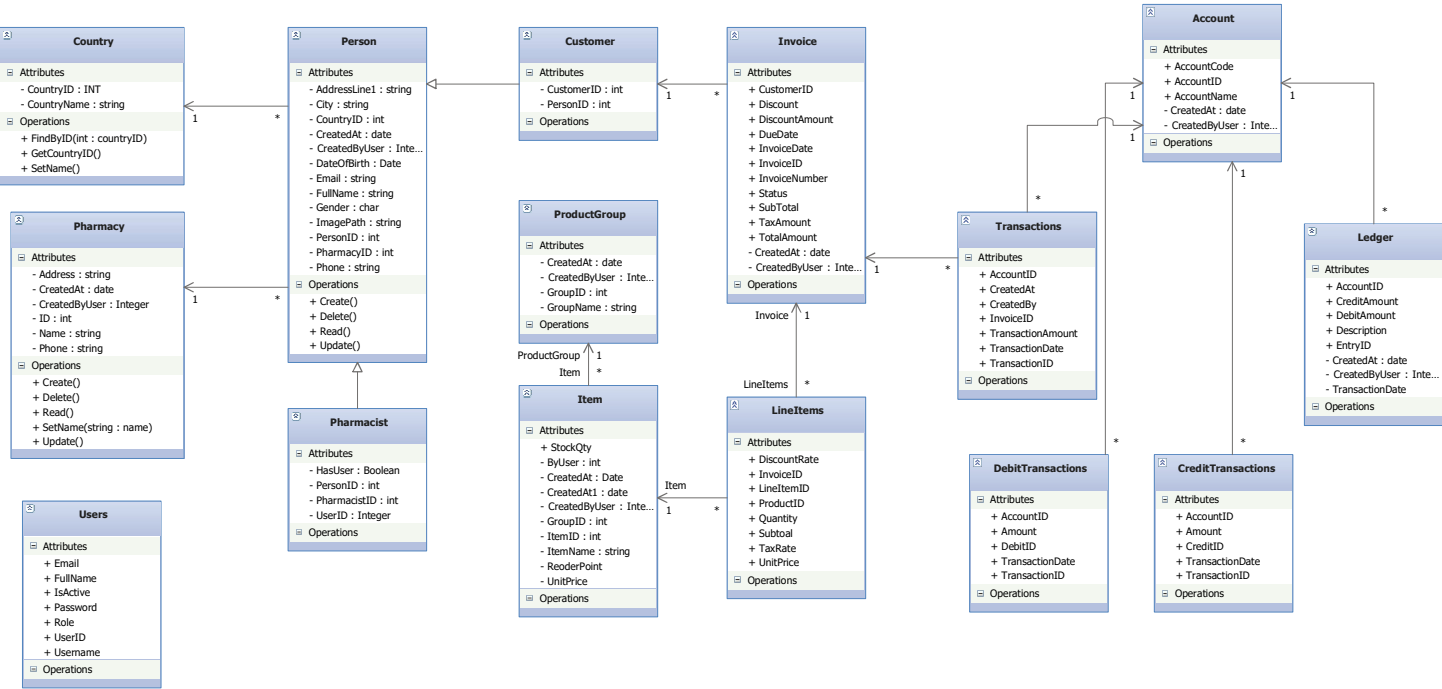 Country
Attributes
- CountryID : INT
- CountryName : string
Operations
+ FindByID(int : countryID)
+ GetCountryID()
+ SetName()
1
*
Person
Attributes
- AddressLine1 : string
- City : string
- CountryID : int
- CreatedAt : date
- CreatedByUser : Inte...
- DateOfBirth : Date
- Email : string
- FullName : string
- Gender : char
- ImagePath : string
- PersonID : int
- PharmacyID : int
- Phone : string
Operations
+ Create()
+ Delete()
+ Read()
+ Update()
Customer
Attributes
- CustomerID : int
- PersonID : int
Operations
1
*
Invoice
Attributes
+ CustomerID
+ Discount
+ DiscountAmount
+ DueDate
+ InvoiceDate
+ InvoiceID
+ InvoiceNumber
+ Status
+ SubTotal
+ TaxAmount
+ TotalAmount
- CreatedAt : date
- CreatedByUser : Inte...
Operations
Account
Attributes
+ AccountCode
+ AccountID
+ AccountName
- CreatedAt : date
- CreatedByUser : Inte...
Operations
1
1
1
1
*
*
Pharmacy
Attributes
- Address : string
- CreatedAt : date
- CreatedByUser : Integer
- ID : int
- Name : string
- Phone : string
Operations
+ Create()
+ Delete()
+ Read()
+ SetName(string : name)
+ Update()
1
*
ProductGroup
Attributes
- CreatedAt : date
- CreatedByUser : Inte...
- GroupID : int
- GroupName : string
Operations
ProductGroup
1
Item
*
Transactions
Attributes
+ AccountID
+ CreatedAt
+ CreatedBy
+ InvoiceID
+ TransactionAmount
+ TransactionDate
+ TransactionID
Operations
1
*
Ledger
Attributes
+ AccountID
+ CreditAmount
+ DebitAmount
+ Description
+ EntryID
- CreatedAt : date
- CreatedByUser : Inte...
- TransactionDate
Operations
Invoice
1
LineItems
*
Pharmacist
Attributes
- HasUser : Boolean
- PersonID : int
- PharmacistID : int
- UserID : Integer
Operations
Item
Attributes
+ StockQty
- ByUser : int
- CreatedAt : Date
- CreatedAt1 : date
- CreatedByUser : Inte...
- GroupID : int
- ItemID : int
- ItemName : string
- ReoderPoint
- UnitPrice
Operations
Item
1
*
LineItems
Attributes
+ DiscountRate
+ InvoiceID
+ LineItemID
+ ProductID
+ Quantity
+ Subtoal
+ TaxRate
+ UnitPrice
Operations
*
*
DebitTransactions
Attributes
+ AccountID
+ Amount
+ DebitID
+ TransactionDate
+ TransactionID
Operations
CreditTransactions
Attributes
+ AccountID
+ Amount
+ CreditID
+ TransactionDate
+ TransactionID
Operations
Users
Attributes
+ Email
+ FullName
+ IsActive
+ Password
+ Role
+ UserID
+ Username
Operations